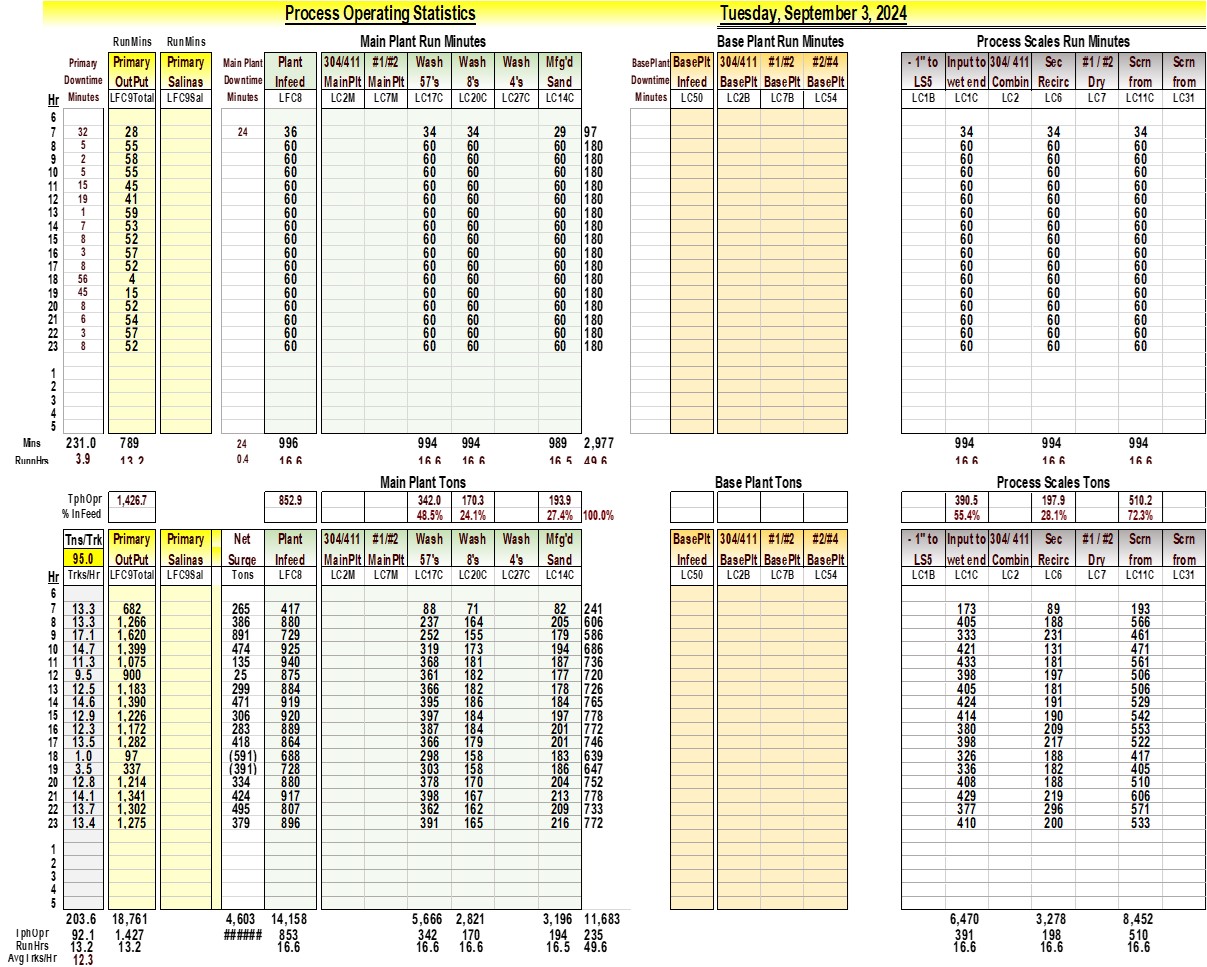 Process Operating Statistics Tuesday, September 3, 2024
RunMins RunMins Main Plant Run Minutes Base Plant Run Minutes Process Scales Run Minutes
Primary Primary Primary Main Plant Plant 304/411 #1/#2 Wash Wash Wash Mfg'd BasePlant BasePlt 304/411 #1/#2 #2/#4 - 1" to Input to 304/ 411 Sec #1 / #2 Scrn Scrn
Downtime OutPut Salinas Downtime Infeed MainPlt MainPlt 57's 8's 4's Sand Downtime Infeed BasePlt BasePlt BasePlt LS5 wet end Combin Recirc Dry from from
Hr Minutes LFC9Total LFC9Sal Minutes LFC8 LC2M LC7M LC17C LC20C LC27C LC14C Minutes LC50 LC2B LC7B LC54 LC1B LC1C LC2 LC6 LC7 LC11C LC31
6
7 32 28 24 36 34 34 29 97 34 34 34
8 5 55 60 60 60 60 180 60 60 60
9 2 58 60 60 60 60 180 60 60 60
10 5 55 60 60 60 60 180 60 60 60
11 15 45 60 60 60 60 180 60 60 60
12 19 41 60 60 60 60 180 60 60 60
13 1 59 60 60 60 60 180 60 60 60
14 7 53 60 60 60 60 180 60 60 60
15 8 52 60 60 60 60 180 60 60 60
16 3 57 60 60 60 60 180 60 60 60
17 8 52 60 60 60 60 180 60 60 60
18 56 4 60 60 60 60 180 60 60 60
19 45 15 60 60 60 60 180 60 60 60
20 8 52 60 60 60 60 180 60 60 60
21 6 54 60 60 60 60 180 60 60 60
22 3 57 60 60 60 60 180 60 60 60
23 8 52 60 60 60 60 180 60 60 60
1
2
3
4
5
Mins 231.0 789 24 996 994 994 989 2,977 994 994 994
RunnHrs 3.9 13.2 0.4 16.6 16.6 16.6 16.5 49.6 16.6 16.6 16.6
Main Plant Tons Base Plant Tons Process Scales Tons
TphOpr 1,426.7 852.9 342.0 170.3 193.9 390.5 197.9 510.2
% InFeed 48.5% 24.1% 27.4% 100.0% 55.4% 28.1% 72.3%
Tns/Trk Primary Primary Net Plant 304/411 #1/#2 Wash Wash Wash Mfg'd BasePlt 304/411 #1/#2 #2/#4 - 1" to Input to 304/ 411 Sec #1 / #2 Scrn Scrn
95.0 OutPut Salinas Surge Infeed MainPlt MainPlt 57's 8's 4's Sand Infeed BasePlt BasePlt BasePlt LS5 wet end Combin Recirc Dry from from
Hr Trks/Hr LFC9Total LFC9Sal Tons LFC8 LC2M LC7M LC17C LC20C LC27C LC14C LC50 LC2B LC7B LC54 LC1B LC1C LC2 LC6 LC7 LC11C LC31
6
7 13.3 682 265 417 88 71 82 241 173 89 193
8 13.3 1,266 386 880 237 164 205 606 405 188 566
9 17.1 1,620 891 729 252 155 179 586 333 231 461
10 14.7 1,399 474 925 319 173 194 686 421 131 471
11 11.3 1,075 135 940 368 181 187 736 433 181 561
12 9.5 900 25 875 361 182 177 720 398 197 506
13 12.5 1,183 299 884 366 182 178 726 405 181 506
14 14.6 1,390 471 919 395 186 184 765 424 191 529
15 12.9 1,226 306 920 397 184 197 778 414 190 542
16 12.3 1,172 283 889 387 184 201 772 380 209 553
17 13.5 1,282 418 864 366 179 201 746 398 217 522
18 1.0 97 (591) 688 298 158 183 639 326 188 417
19 3.5 337 (391) 728 303 158 186 647 336 182 405
20 12.8 1,214 334 880 378 170 204 752 408 188 510
21 14.1 1,341 424 917 398 167 213 778 429 219 606
22 13.7 1,302 495 807 362 162 209 733 377 296 571
23 13.4 1,275 379 896 391 165 216 772 410 200 533
1
2
3
4
5
203.6 18,761 4,603 14,158 5,666 2,821 3,196 11,683 6,470 3,278 8,452
TphOpr 92.1 1,427 ###### 853 342 170 194 235 391 198 510
RunHrs 13.2 13.2 16.6 16.6 16.6 16.5 49.6 16.6 16.6 16.6
AvgTrks/Hr 12.3